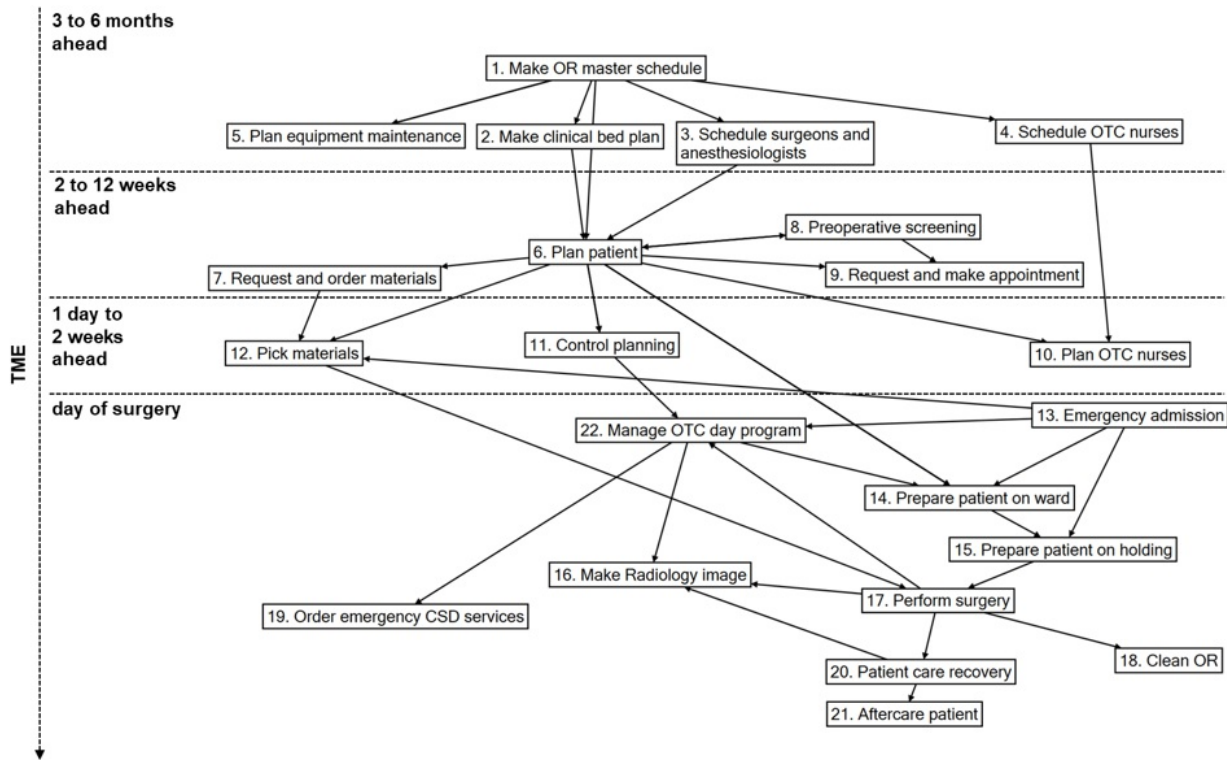 3 to 6 months
ahead
1. Make OR master schedule
5. Plan equipment maintenance
2. Make clinical bed plan
3. Schedule surgeons and
anesthesiologists
4. Schedule OTC nurses
2 to 12 weeks
ahead
8. Preoperative screening
6. Plan patient
7. Request and order materials
9. Request and make appointment
1 day to
2 weeks
ahead
11. Control planning
12. Pick materials
10. Plan OTC nurses
TME
day of surgery
13. Emergency admission
22. Manage OTC day program
14. Prepare patient on ward
15. Prepare patient on holding
16. Make Radiology image
17. Perform surgery
19. Order emergency CSD services
18. Clean OR
20. Patient care recovery
21. Aftercare patient